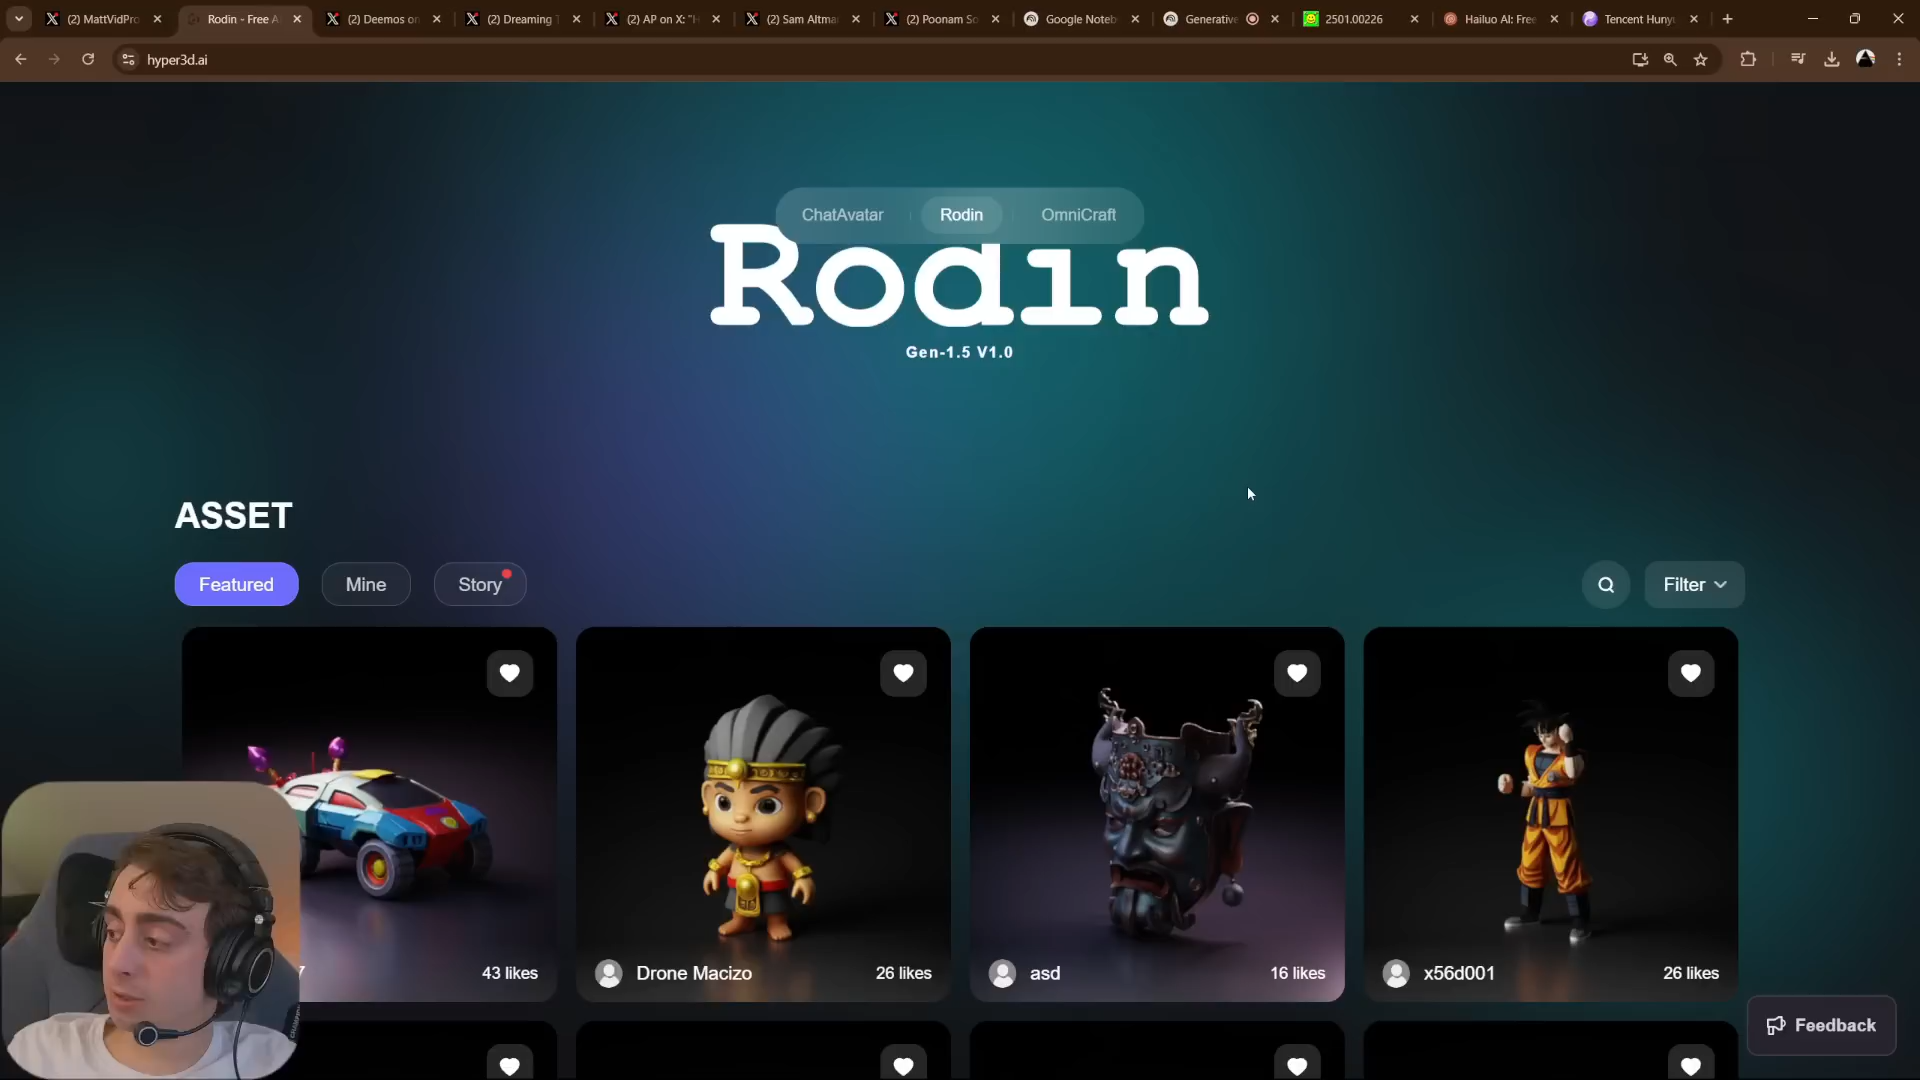 (2) MattVidPro
Rodin - Free A
(2) Deemos on
(2) Dreaming T
(2) AP on X: "H
(2) Sam Altma
(2) Poonam So
Google Noteb
Generative
2501.00226
Hailuo AI: Free
Tencent Huny
hyper3d.ai
ChatAvatar
Rodin
OmniCraft
Rodin
Gen-1.5 V1.0
ASSET
Featured
Mine
Story
Filter
43 likes
Drone Macizo
26 likes
asd
16 likes
x56d001
26 likes
Feedback